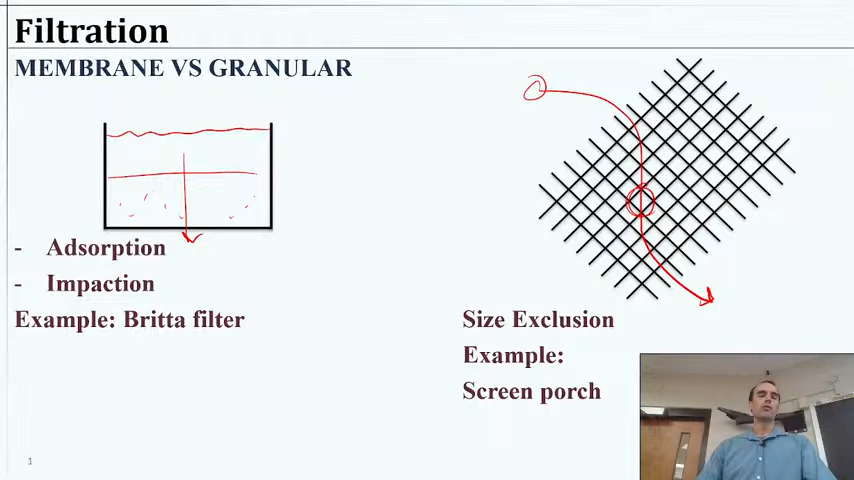 Filtration
MEMBRANE VS GRANULAR
- Adsorption
- Impaction
Example: Britta filter
Size Exclusion
Example:
Screen porch
1